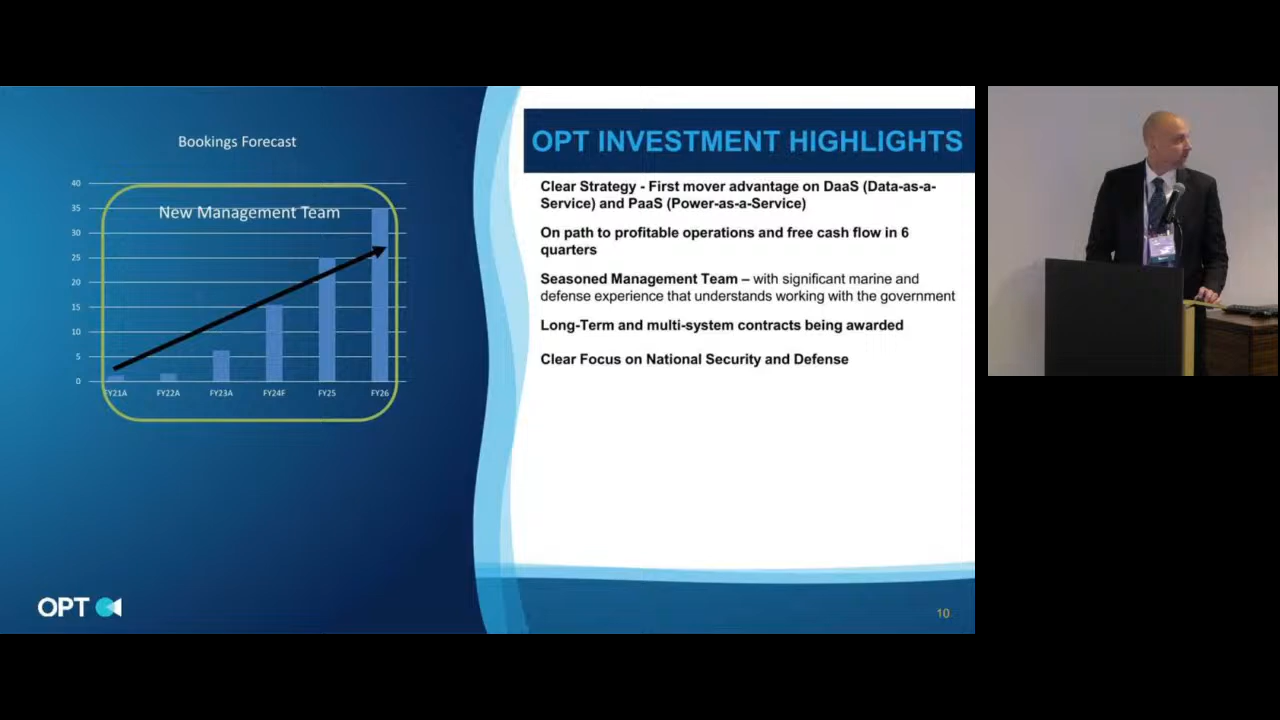 Bookings Forecast
40
35
30
25
20
15
10
5
0
New Management Team
FY21A
FY22A
FY23A
FY24F
FY25
FY26
OPT
OPT INVESTMENT HIGHLIGHTS
Clear Strategy - First mover advantage on DaaS (Data-as-a-
Service) and PaaS (Power-as-a-Service)
On path to profitable operations and free cash flow in 6
quarters
Seasoned Management Team – with significant marine and
defense experience that understands working with the government
Long-Term and multi-system contracts being awarded
Clear Focus on National Security and Defense
10